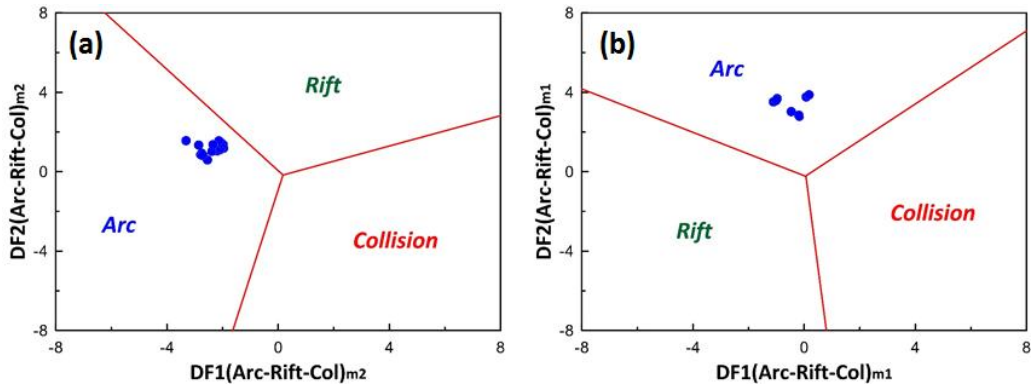 (a)
8
4
0
-4
-8
DF2(Arc-Rift-Col)m2
Rift
Arc
Collision
-8 -4 0 4 8
DF1(Arc-Rift-Col)m2
(b)
8
4
0
-4
-8
DF2(Arc-Rift-Col)m1
Arc
Rift
Collision
-8 -4 0 4 8
DF1(Arc-Rift-Col)m1